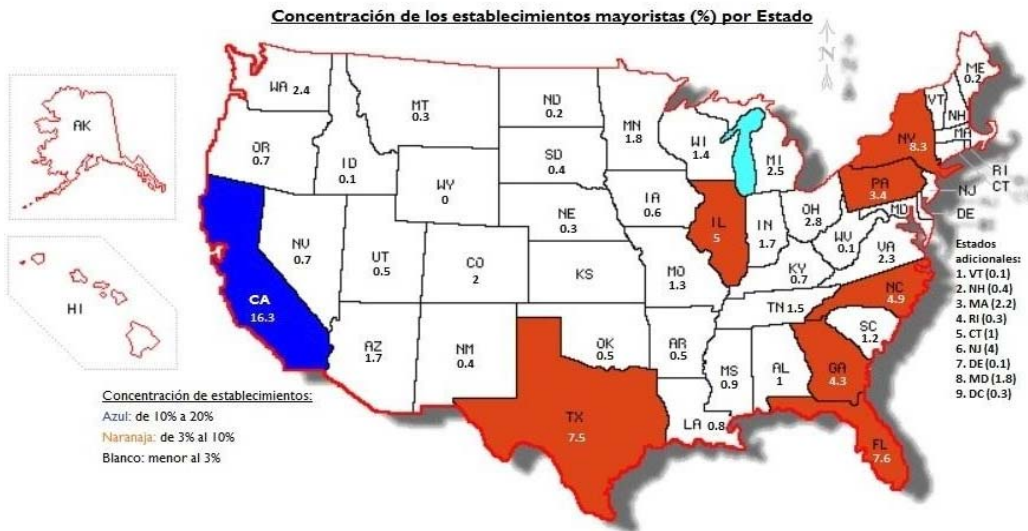 Concentración de los establecimientos mayoristas (%) por Estado
N
AK
HI
WA 2.4
OR
0.7
CA
16.3
ID
0.1
NV
0.7
MT
0.3
WY
0
UT
0.5
AZ
1.7
CO
2
NM
0.4
ND
0.2
SD
0.4
NE
0.3
KS
OK
0.5
TX
7.5
MN
1.8
IA
0.6
MO
1.3
AR
0.5
LA 0.8
WI
1.4
IL
5
MI
2.5
IN
1.7
OH
2.8
KY
0.7
TN 1.5
MS
0.9
AL
1
GA
4.3
FL
7.6
SC
1.2
NC
4.9
VA
2.3
WV
0.1
MD
PA
3.4
NY
8.3
VT
NH
MA
ME
0.2
RI
CT
NJ
DE
Estados
adicionales:
1. VT (0.1)
2. NH (0.4)
3. MA (2.2)
4. RI (0.3)
5. CT (1)
6. NJ (4)
7. DE (0.1)
8. MD (1.8)
9. DC (0.3)
Concentración de establecimientos:
Azul: de 10% a 20%
Naranaja: de 3% al 10%
Blanco: menor al 3%